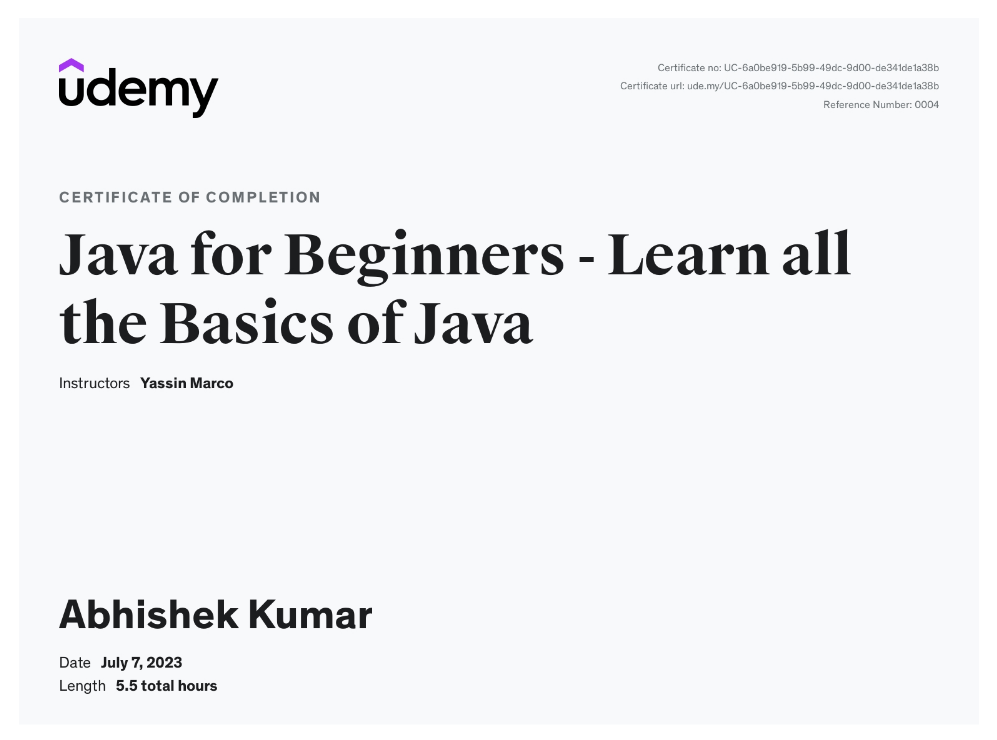 udemy
Certificate no: UC-6a0be919-5b99-49dc-9d00-de341de1a38b
Certificate url: ude.my/UC-6a0be919-5b99-49dc-9d00-de341de1a38b
Reference Number: 0004
CERTIFICATE OF COMPLETION
Java for Beginners - Learn all
the Basics of Java
Instructors Yassin Marco
Abhishek Kumar
Date July 7, 2023
Length 5.5 total hours